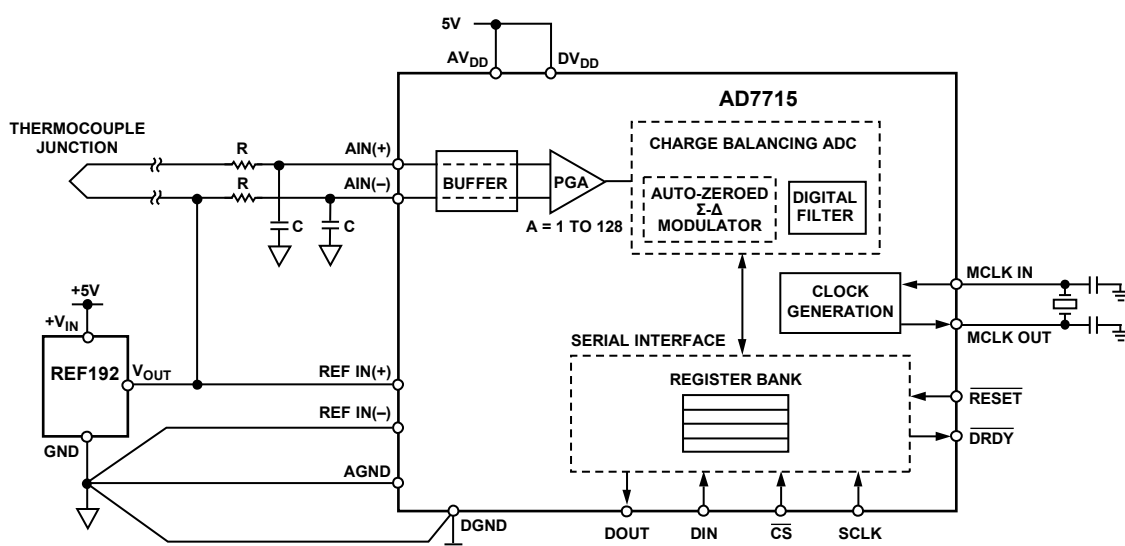 5V
AVDD
DVDD
AD7715
THERMOCOUPLE
JUNCTION
R
AIN(+)
CHARGE BALANCING ADC
R
AIN(–)
BUFFER
PGA
AUTO-ZEROED
Σ-Δ
MODULATOR
DIGITAL
FILTER
C
C
A = 1 TO 128
MCLK IN
CLOCK
GENERATION
+5V
+VIN
MCLK OUT
SERIAL INTERFACE
REF192
VOUT
REF IN(+)
REGISTER BANK
RESET
REF IN(–)
DRDY
GND
AGND
DGND
DOUT
DIN
CS
SCLK